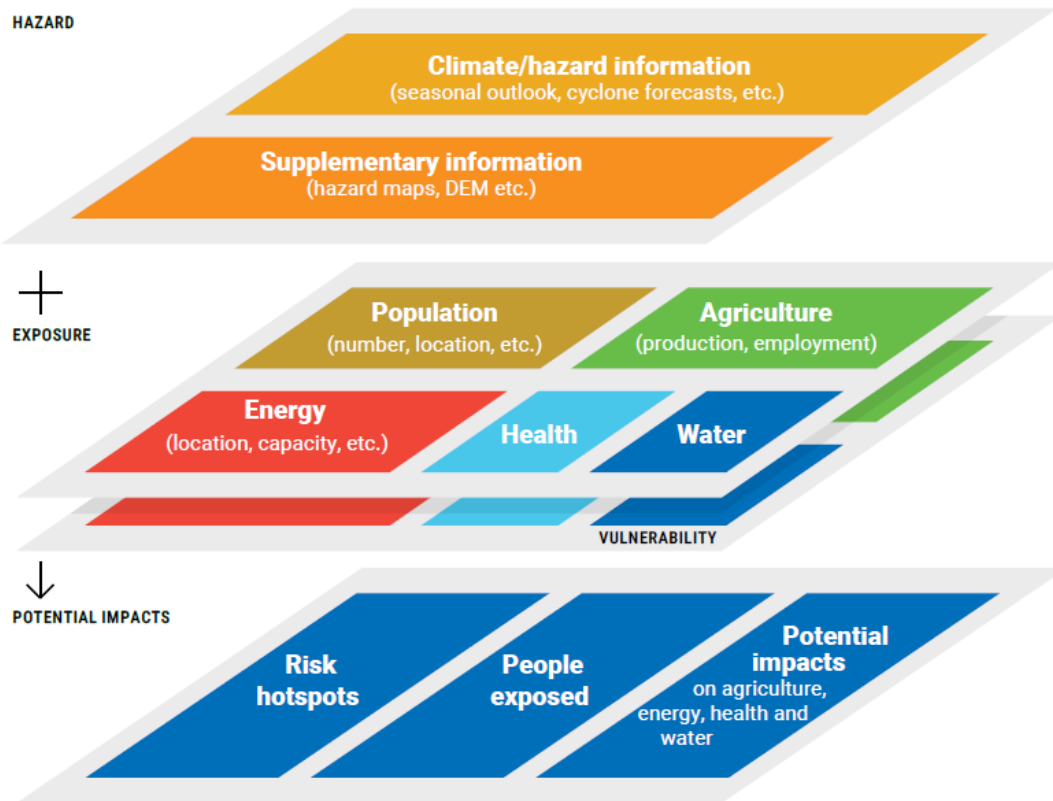 HAZARD
Climate/hazard information
(seasonal outlook, cyclone forecasts, etc.)
Supplementary information
(hazard maps, DEM etc.)
EXPOSURE
Population
(number, location, etc.)
Agriculture
(production, employment)
Energy
(location, capacity, etc.)
Health
Water
VULNERABILITY
POTENTIAL IMPACTS
Risk
hotspots
People
exposed
Potential
impacts
on agriculture,
energy, health and
water